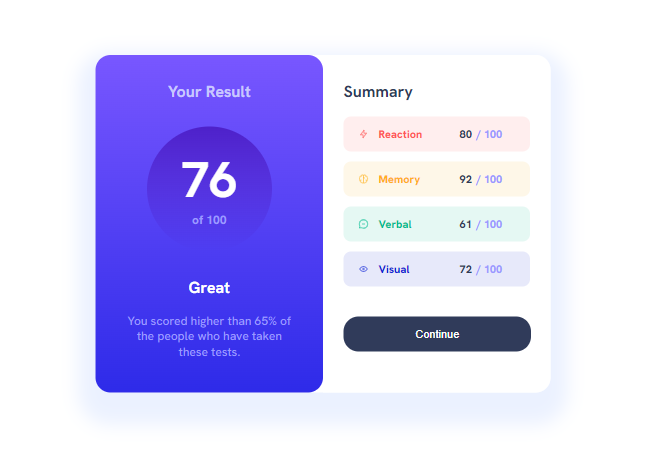 Your Result
76
of 100
Great
You scored higher than 65% of
the people who have taken
these tests.
Summary
Reaction 80 / 100
Memory 92 / 100
Verbal 61 / 100
Visual 72 / 100
Continue